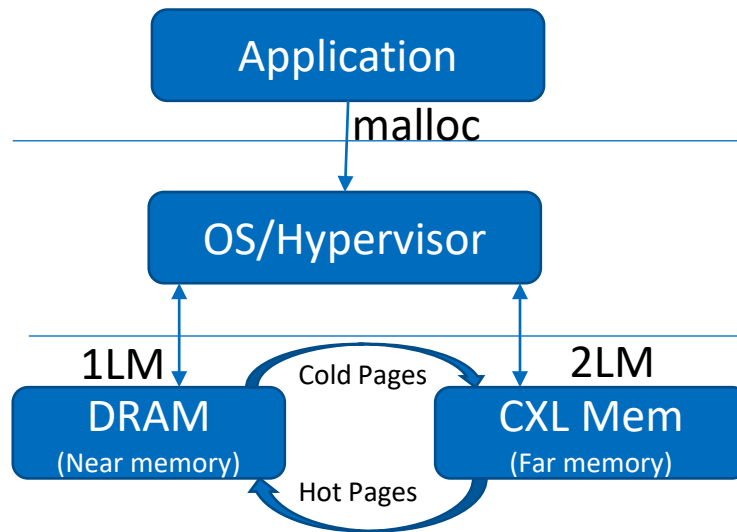 Application
malloc
OS/Hypervisor
1LM
2LM
Cold Pages
DRAM
(Near memory)
CXL Mem
(Far memory)
Hot Pages